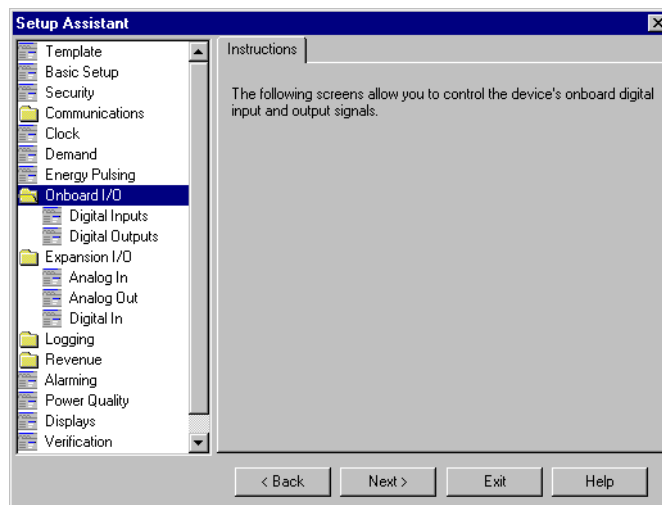 Setup Assistant
Template
Basic Setup
Security
Communications
Clock
Demand
Energy Pulsing
Onboard I/O
Digital Inputs
Digital Outputs
Expansion I/O
Analog In
Analog Out
Digital In
Logging
Revenue
Alarming
Power Quality
Displays
Verification
Instructions
The following screens allow you to control the device's onboard digital
input and output signals.
< Back
Next >
Exit
Help